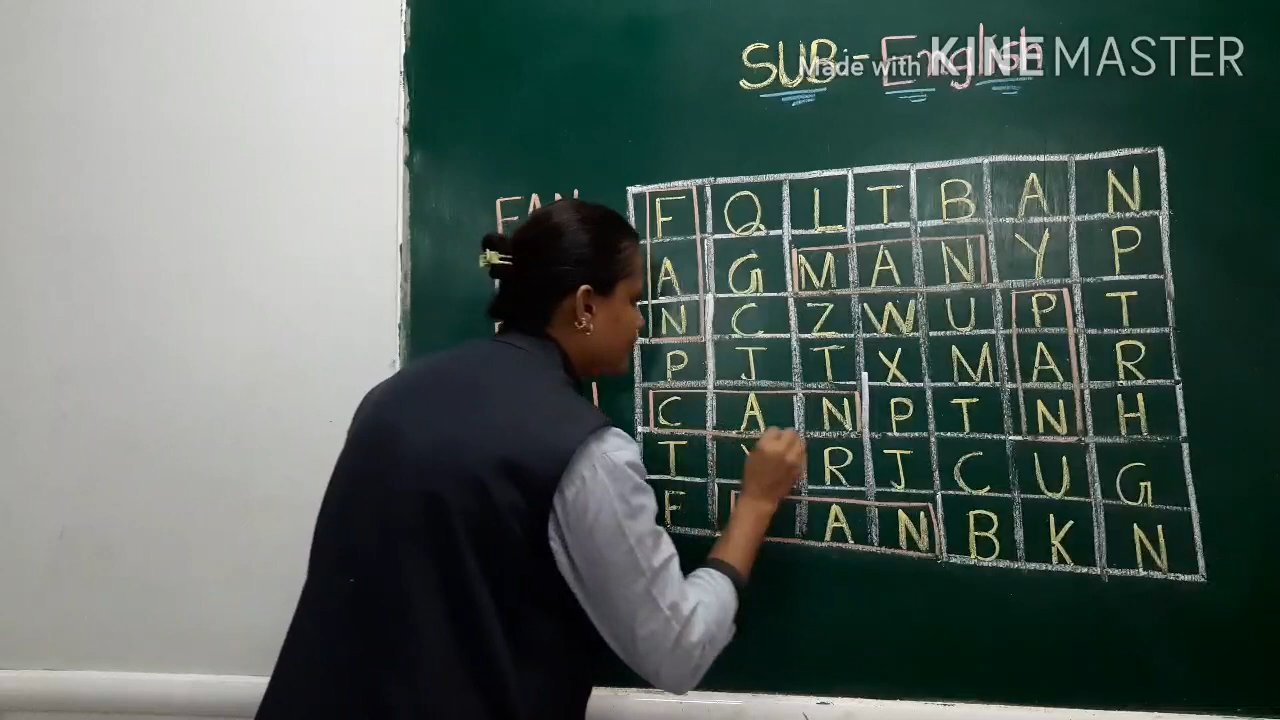 SUB - English
Made with KINEMASTER
FAN
F Q L T B A N
A G M A N Y P
N C Z W U P T
P J T X M A R
C A N P T N H
T R J C U G
F A N B K N